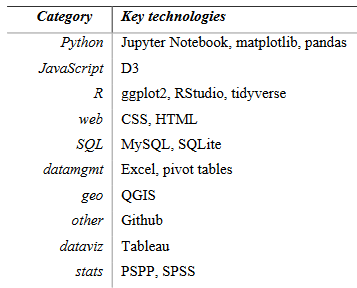 Category Key technologies
Python Jupyter Notebook, matplotlib, pandas
JavaScript D3
R ggplot2, RStudio, tidyverse
web CSS, HTML
SQL MySQL, SQLite
datamgmt Excel, pivot tables
geo QGIS
other Github
dataviz Tableau
stats PSPP, SPSS